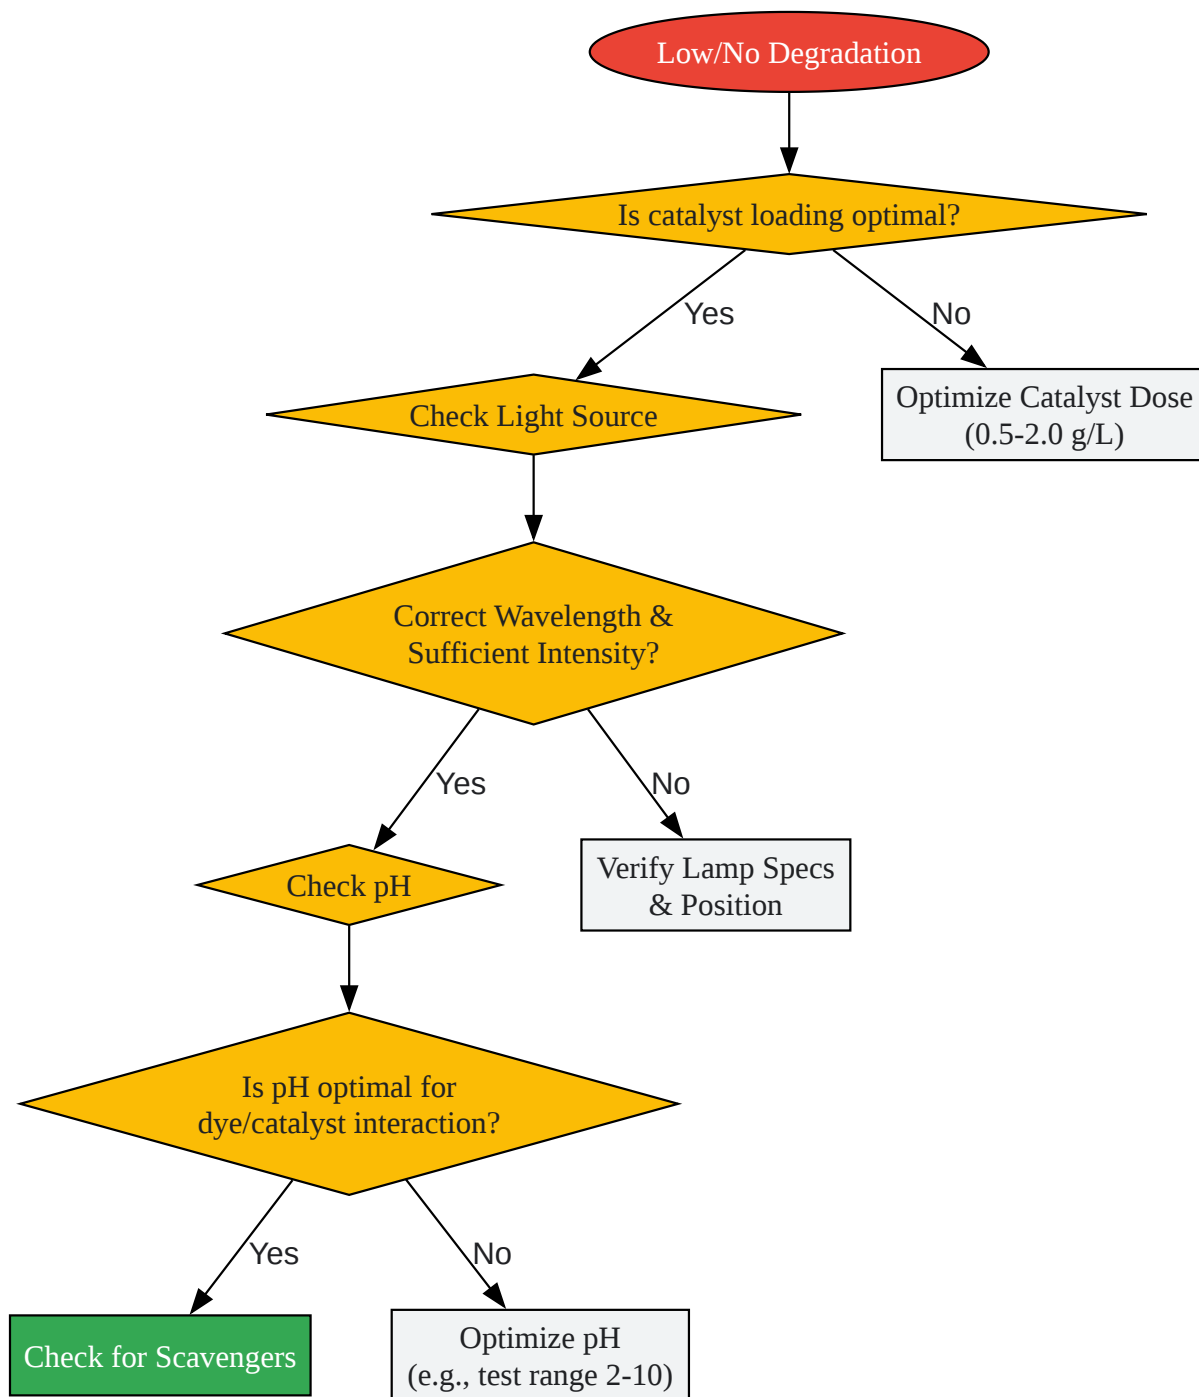 Low/No Degradation
Is catalyst loading optimal?
Yes
No
Optimize Catalyst Dose
(0.5-2.0 g/L)
Check Light Source
Correct Wavelength &
Sufficient Intensity?
Yes
No
Check pH
Verify Lamp Specs
& Position
Is pH optimal for
dye/catalyst interaction?
Yes
No
Check for Scavengers
Optimize pH
(e.g., test range 2-10)